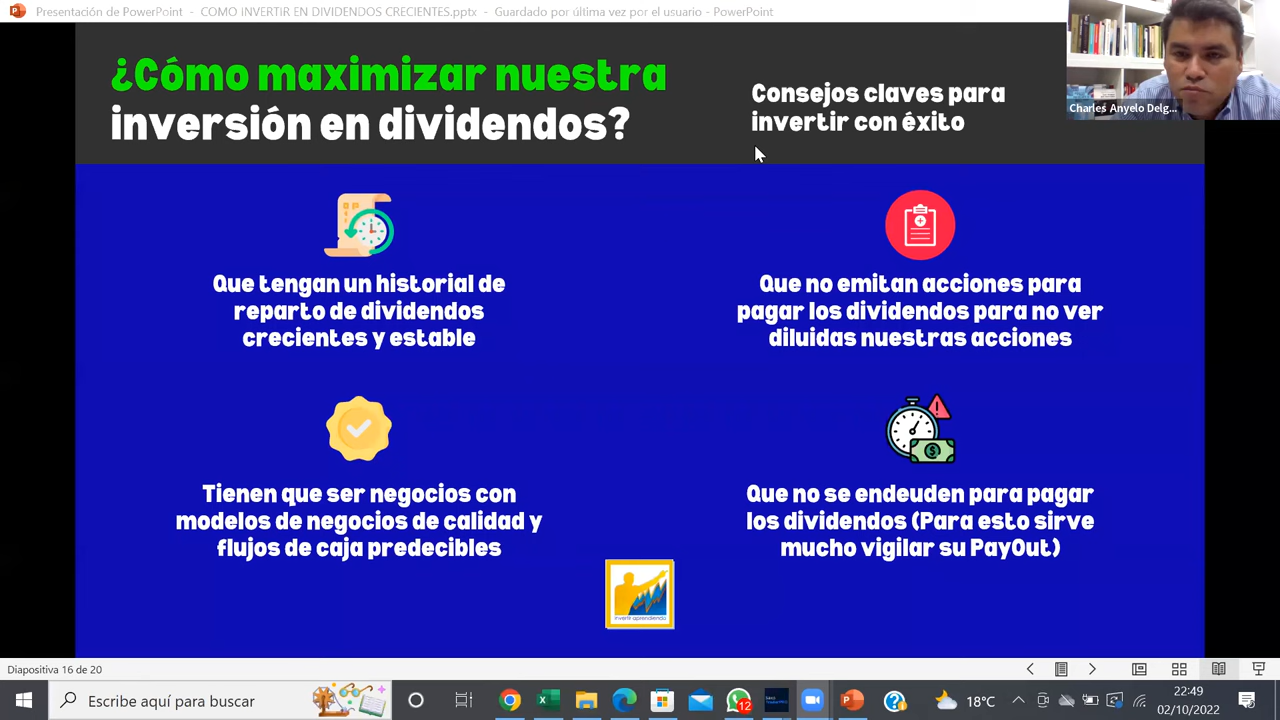 Presentación de PowerPoint - COMO INVERTIR EN DIVIDENDOS CRECIENTES.pptx - Guardado por última vez por el usuario - PowerPoint
¿Cómo maximizar nuestra
inversión en dividendos?
Consejos claves para
invertir con éxito
Charles Anyelo Delg...
Que tengan un historial de
reparto de dividendos
crecientes y estable
Que no emitan acciones para
pagar los dividendos para no ver
diluidas nuestras acciones
Tienen que ser negocios con
modelos de negocios de calidad y
flujos de caja predecibles
Que no se endeuden para pagar
los dividendos (Para esto sirve
mucho vigilar su PayOut)
invertir aprendiendo
Diapositiva 16 de 20
Escribe aquí para buscar
12
18°C
22:49
02/10/2022